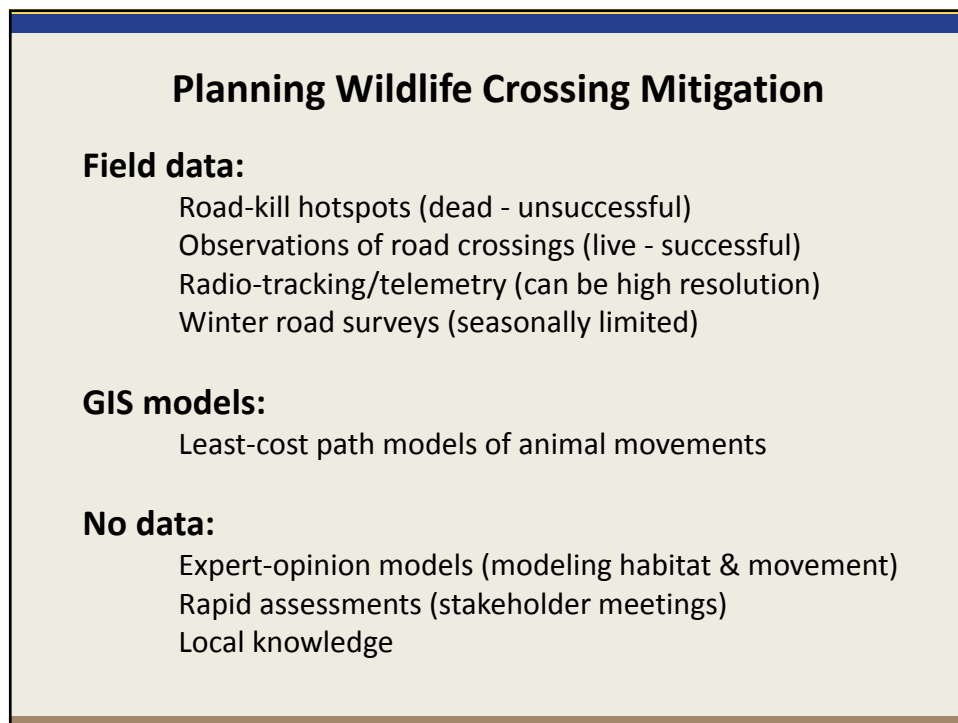 Planning Wildlife Crossing Mitigation
Field data:
Road-kill hotspots (dead - unsuccessful)
Observations of road crossings (live - successful)
Radio-tracking/telemetry (can be high resolution)
Winter road surveys (seasonally limited)
GIS models:
Least-cost path models of animal movements
No data:
Expert-opinion models (modeling habitat & movement)
Rapid assessments (stakeholder meetings)
Local knowledge